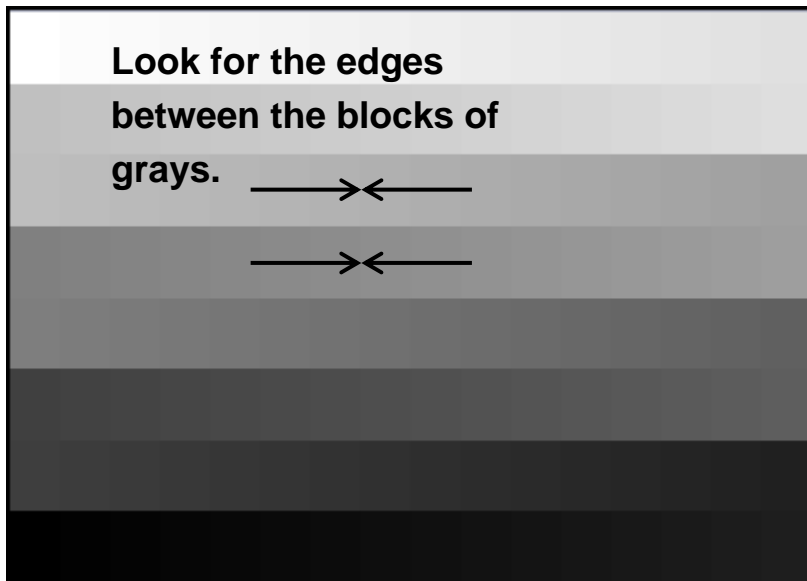 Look for the edges
between the blocks of
grays.